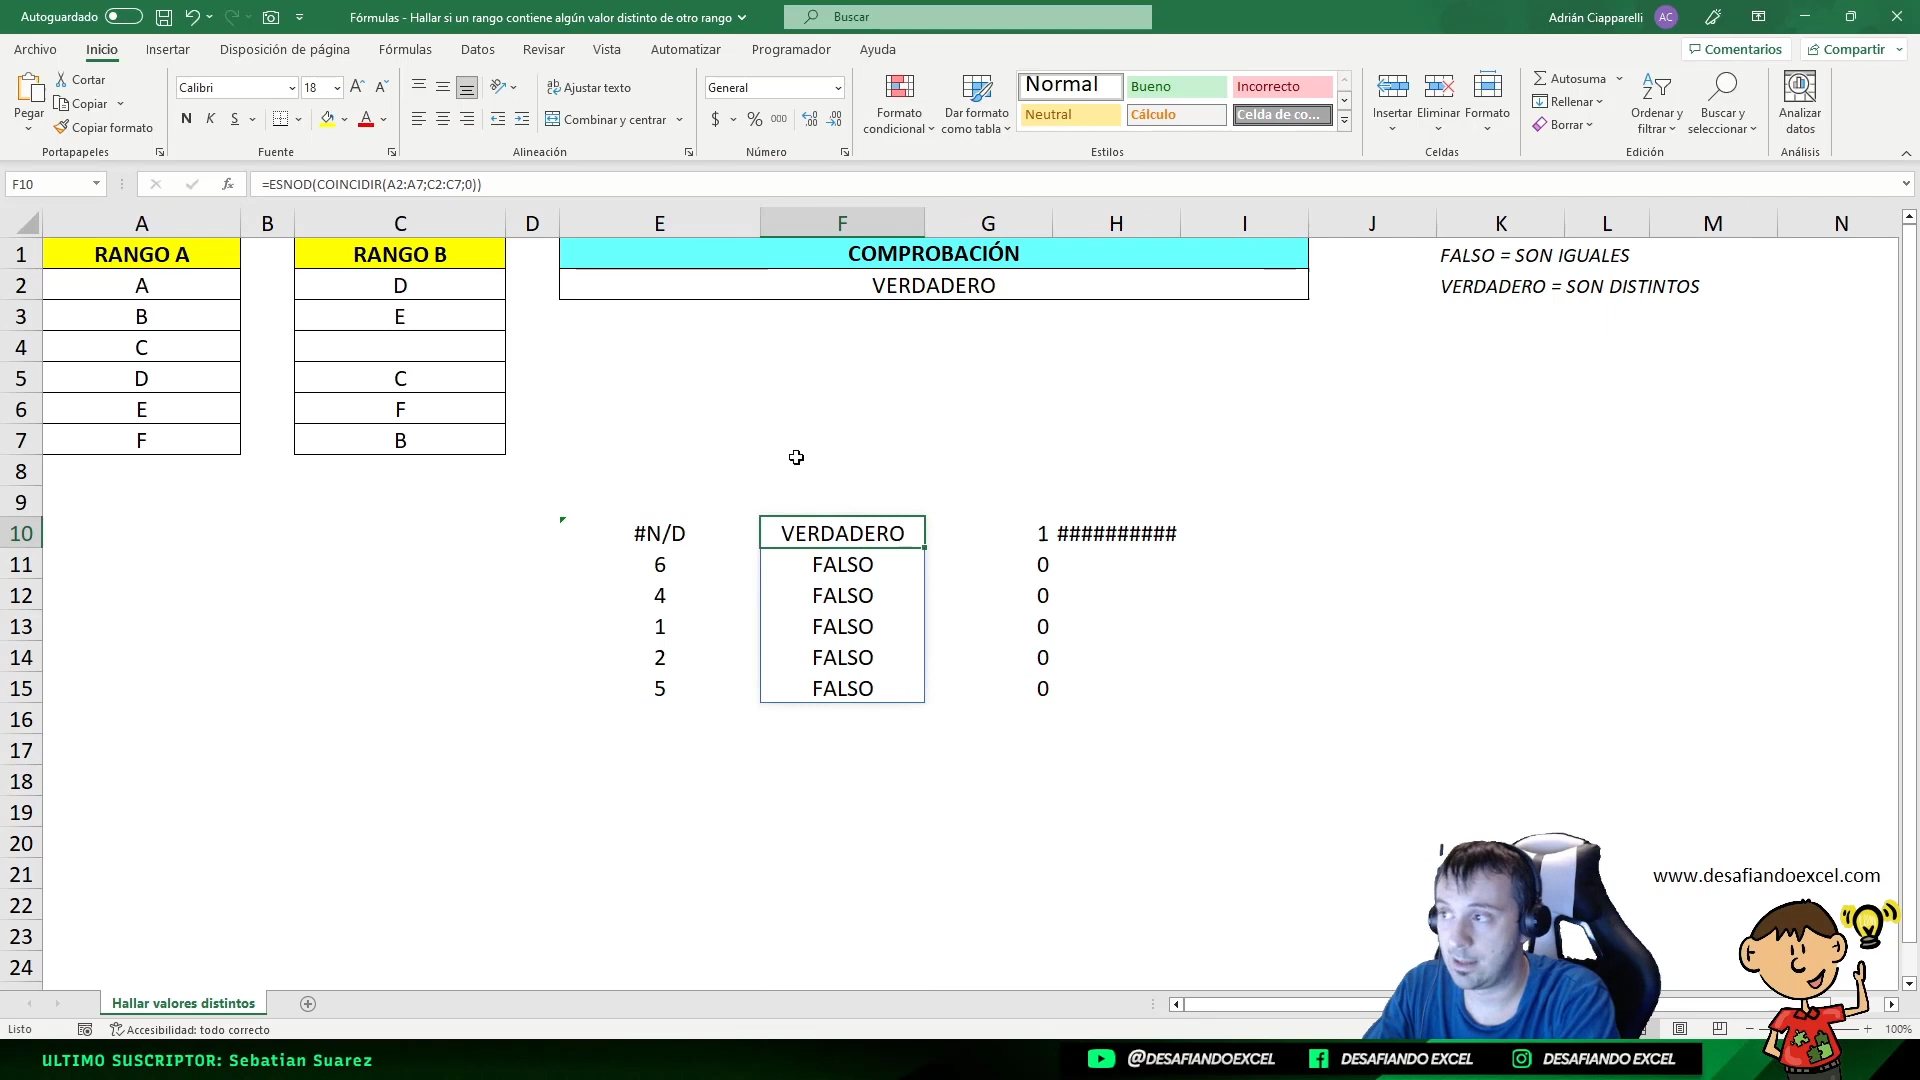 Autoguardado
Fórmulas - Hallar si un rango contiene algún valor distinto de otro rango
Buscar
Adrián Ciapparelli AC
Archivo Inicio Insertar Disposición de página Fórmulas Datos Revisar Vista Automatizar Programador Ayuda
Comentarios Compartir
Pegar
Cortar
Copiar
Copiar formato
Portapapeles
Calibri 18
N K S
Fuente
Ajustar texto
Combinar y centrar
Alineación
General
$ % 000
Número
Formato condicional
Dar formato como tabla
Normal Bueno Incorrecto
Neutral Cálculo Celda de co...
Estilos
Insertar Eliminar Formato
Celdas
Autosuma
Rellenar
Borrar
Ordenar y filtrar
Buscar y seleccionar
Edición
Analizar datos
Análisis
F10 fx =ESNOD(COINCIDIR(A2:A7;C2:C7;0))
A B C D E F G H I J K L M N
1 RANGO A RANGO B COMPROBACIÓN FALSO = SON IGUALES
2 A D VERDADERO VERDADERO = SON DISTINTOS
3 B E
4 C
5 D C
6 E F
7 F B
8
9
10 #N/D VERDADERO 1 ##########
11 6 FALSO 0
12 4 FALSO 0
13 1 FALSO 0
14 2 FALSO 0
15 5 FALSO 0
16
17
18
19
20
21
22
23
24
www.desafiandoexcel.com
Hallar valores distintos
Listo Accesibilidad: todo correcto 100%
ULTIMO SUSCRIPTOR: Sebatian Suarez
@DESAFIANDOEXCEL DESAFIANDO EXCEL DESAFIANDO EXCEL